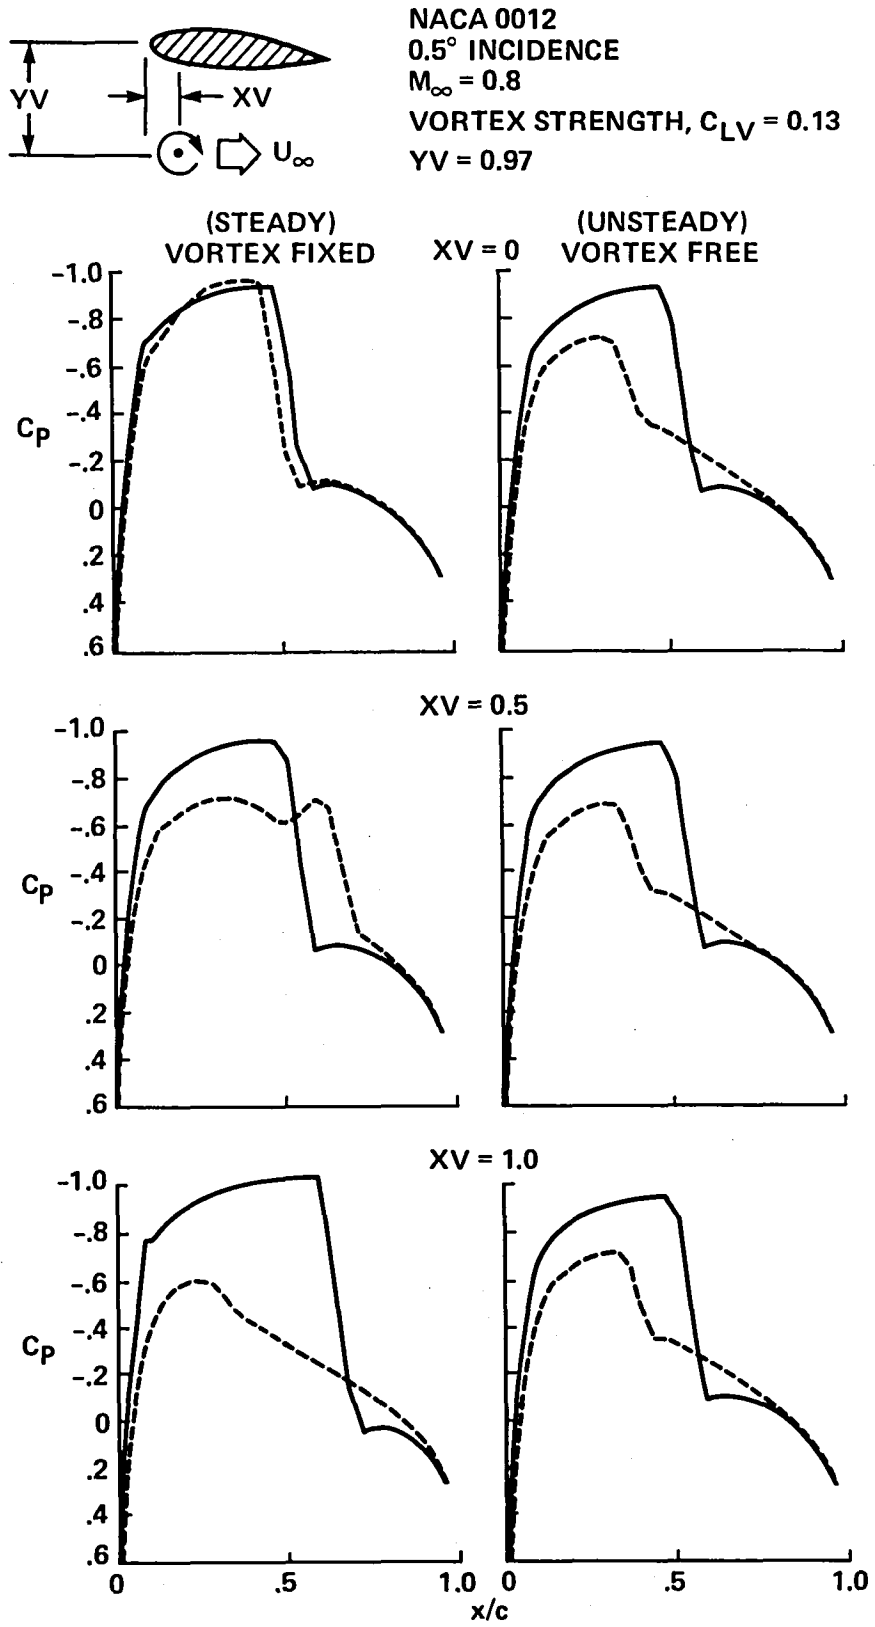 NACA 0012
0.5° INCIDENCE
M∞ = 0.8
VORTEX STRENGTH, CLV = 0.13
YV = 0.97
YV
XV
U∞
(STEADY)
VORTEX FIXED
XV = 0
(UNSTEADY)
VORTEX FREE
-1.0
-.8
-.6
-.4
CP
-.2
0
.2
.4
.6
XV = 0.5
-1.0
-.8
-.6
-.4
CP
-.2
0
.2
.4
.6
XV = 1.0
-1.0
-.8
-.6
-.4
CP
-.2
0
.2
.4
.6
0 .5 1.0 0 .5 1.0
x/c